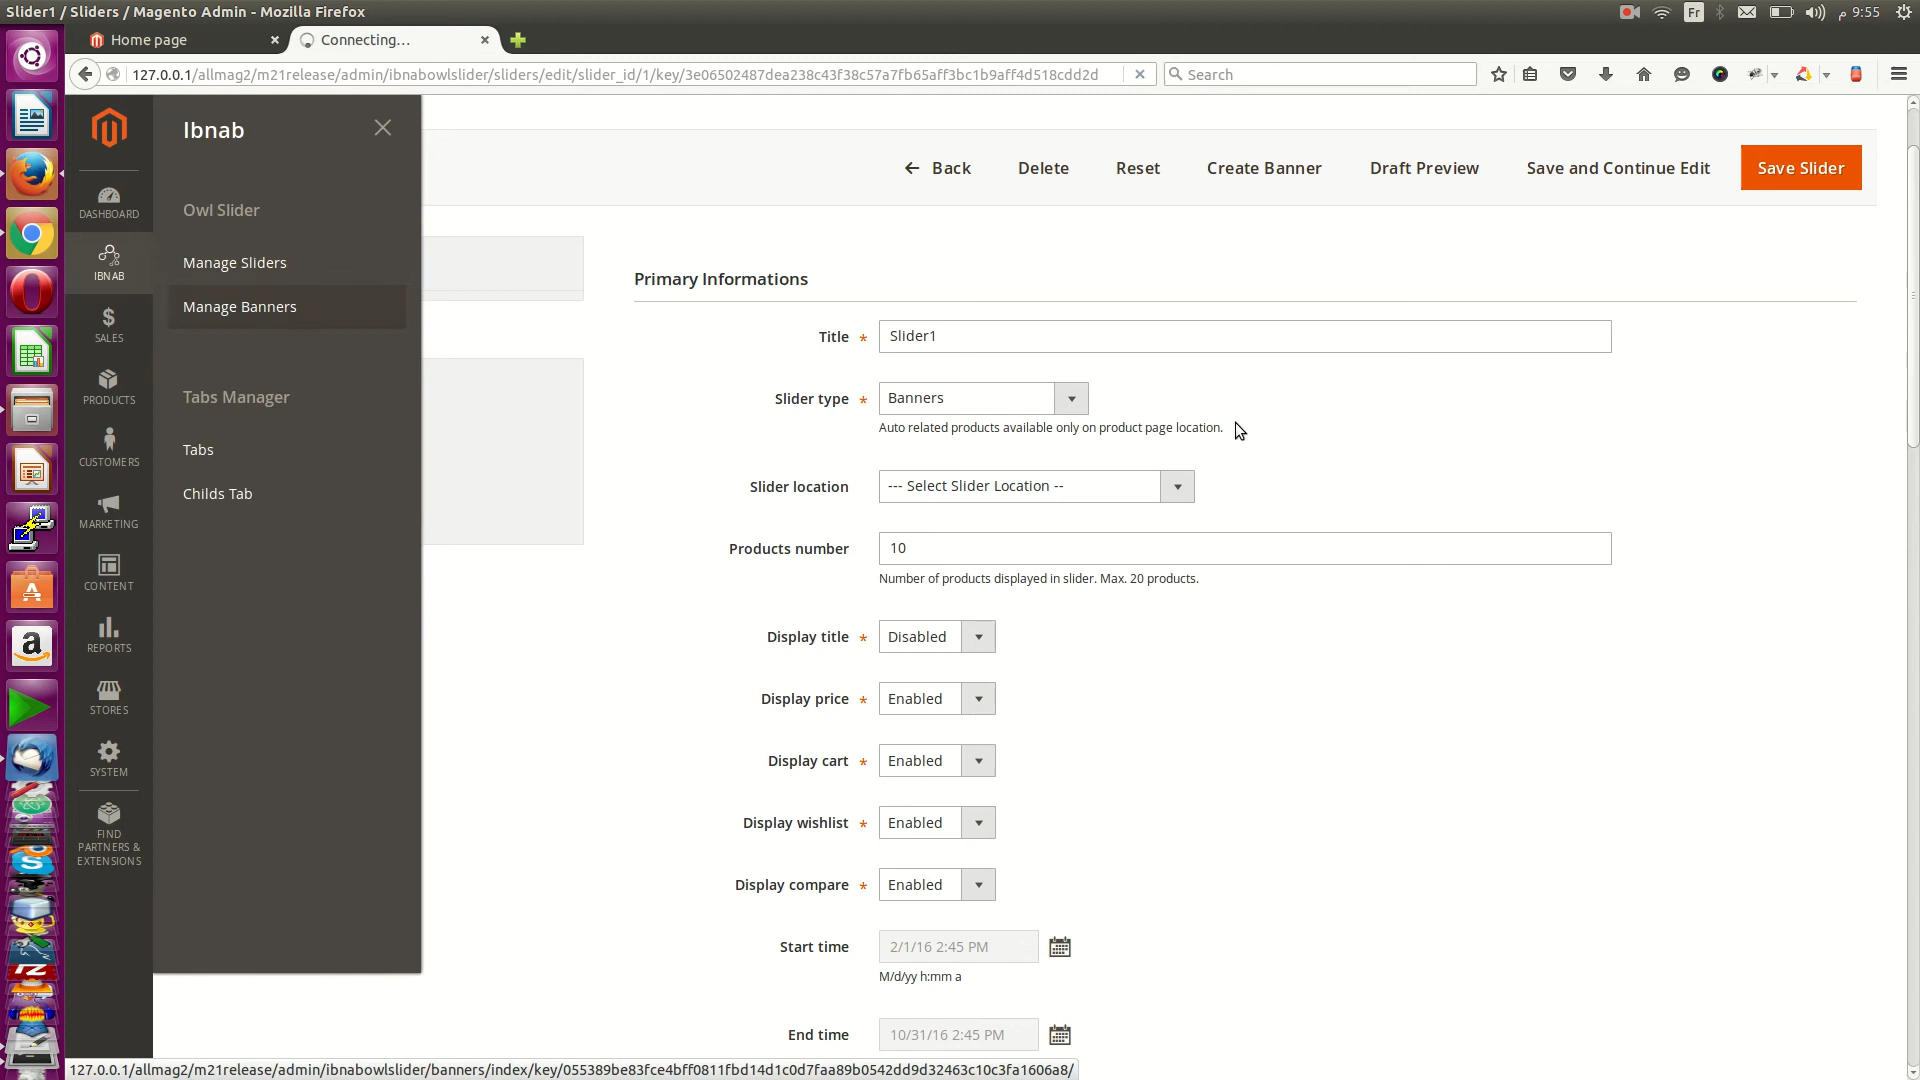 Slider1 / Sliders / Magento Admin - Mozilla Firefox
Fr
م 9:55
Home page
Connecting...
127.0.0.1/allmag2/m21release/admin/ibnabowlslider/sliders/edit/slider_id/1/key/3e06502487dea238c43f38c57a7fb65aff3bc1b9aff4d518cdd2d
Search
Ibnab
Owl Slider
Manage Sliders
Manage Banners
Tabs Manager
Tabs
Childs Tab
DASHBOARD
IBNAB
SALES
PRODUCTS
CUSTOMERS
MARKETING
CONTENT
REPORTS
STORES
SYSTEM
FIND
PARTNERS &
EXTENSIONS
Back
Delete
Reset
Create Banner
Draft Preview
Save and Continue Edit
Save Slider
Primary Informations
Title *
Slider1
Slider type *
Banners
Auto related products available only on product page location.
Slider location
--- Select Slider Location --
Products number
10
Number of products displayed in slider. Max. 20 products.
Display title *
Disabled
Display price *
Enabled
Display cart *
Enabled
Display wishlist *
Enabled
Display compare *
Enabled
Start time
2/1/16 2:45 PM
M/d/yy h:mm a
End time
10/31/16 2:45 PM
127.0.0.1/allmag2/m21release/admin/ibnabowlslider/banners/index/key/055389be83fce4bff0811fbd14d1c0d7faa89b0542dd9d32463c10c3fa1606a8/